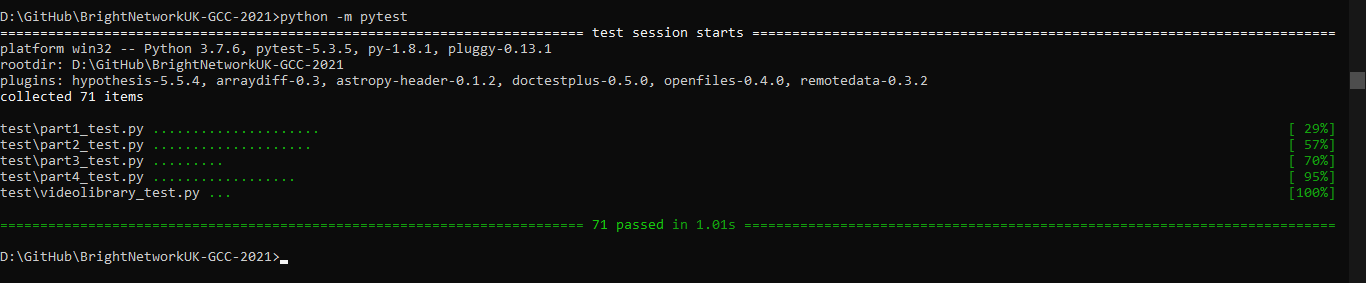 D:\GitHub\BrightNetworkUK-GCC-2021>python -m pytest
========================================================================= test session starts =========================================================================
platform win32 -- Python 3.7.6, pytest-5.3.5, py-1.8.1, pluggy-0.13.1
rootdir: D:\GitHub\BrightNetworkUK-GCC-2021
plugins: hypothesis-5.5.4, arraydiff-0.3, astropy-header-0.1.2, doctestplus-0.5.0, openfiles-0.4.0, remotedata-0.3.2
collected 71 items
test\part1_test.py ..................... [ 29%]
test\part2_test.py .................... [ 57%]
test\part3_test.py ......... [ 70%]
test\part4_test.py .................. [ 95%]
test\videolibrary_test.py ... [100%]
========================================================================= 71 passed in 1.01s ==========================================================================
D:\GitHub\BrightNetworkUK-GCC-2021>